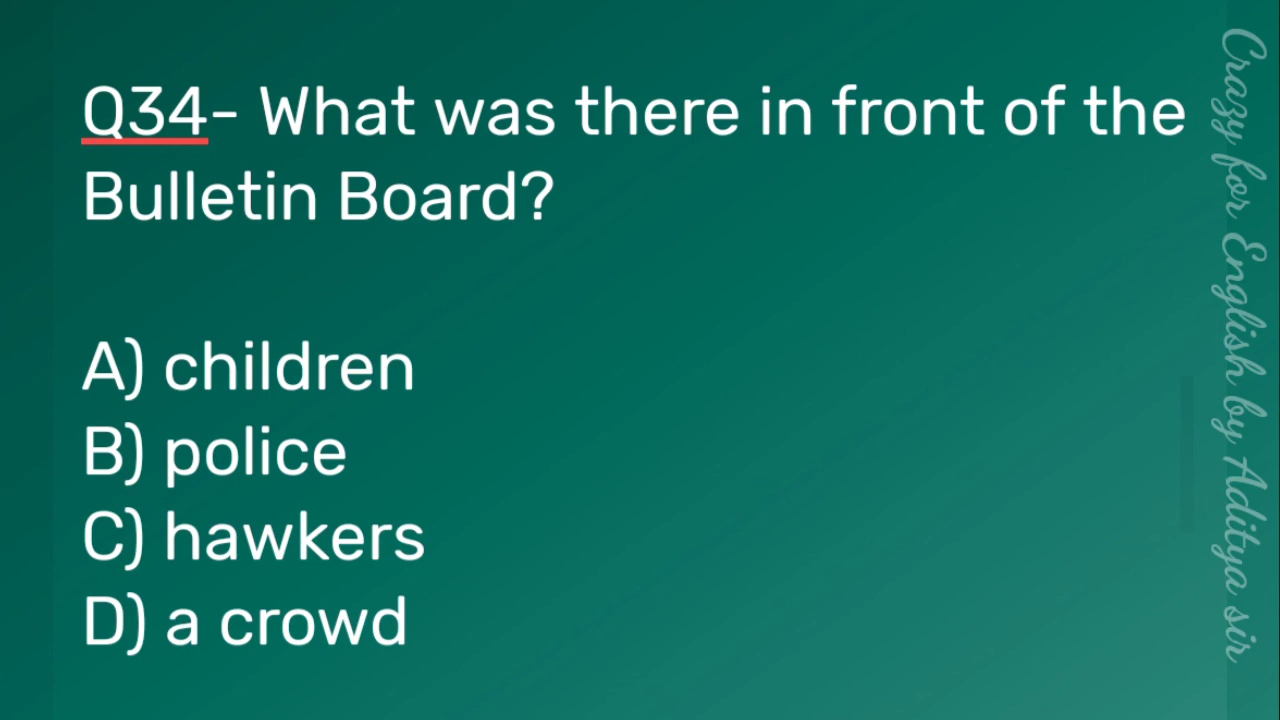 Q34- What was there in front of the
Bulletin Board?
A) children
B) police
C) hawkers
D) a crowd
Crazy for English by Aditya sir